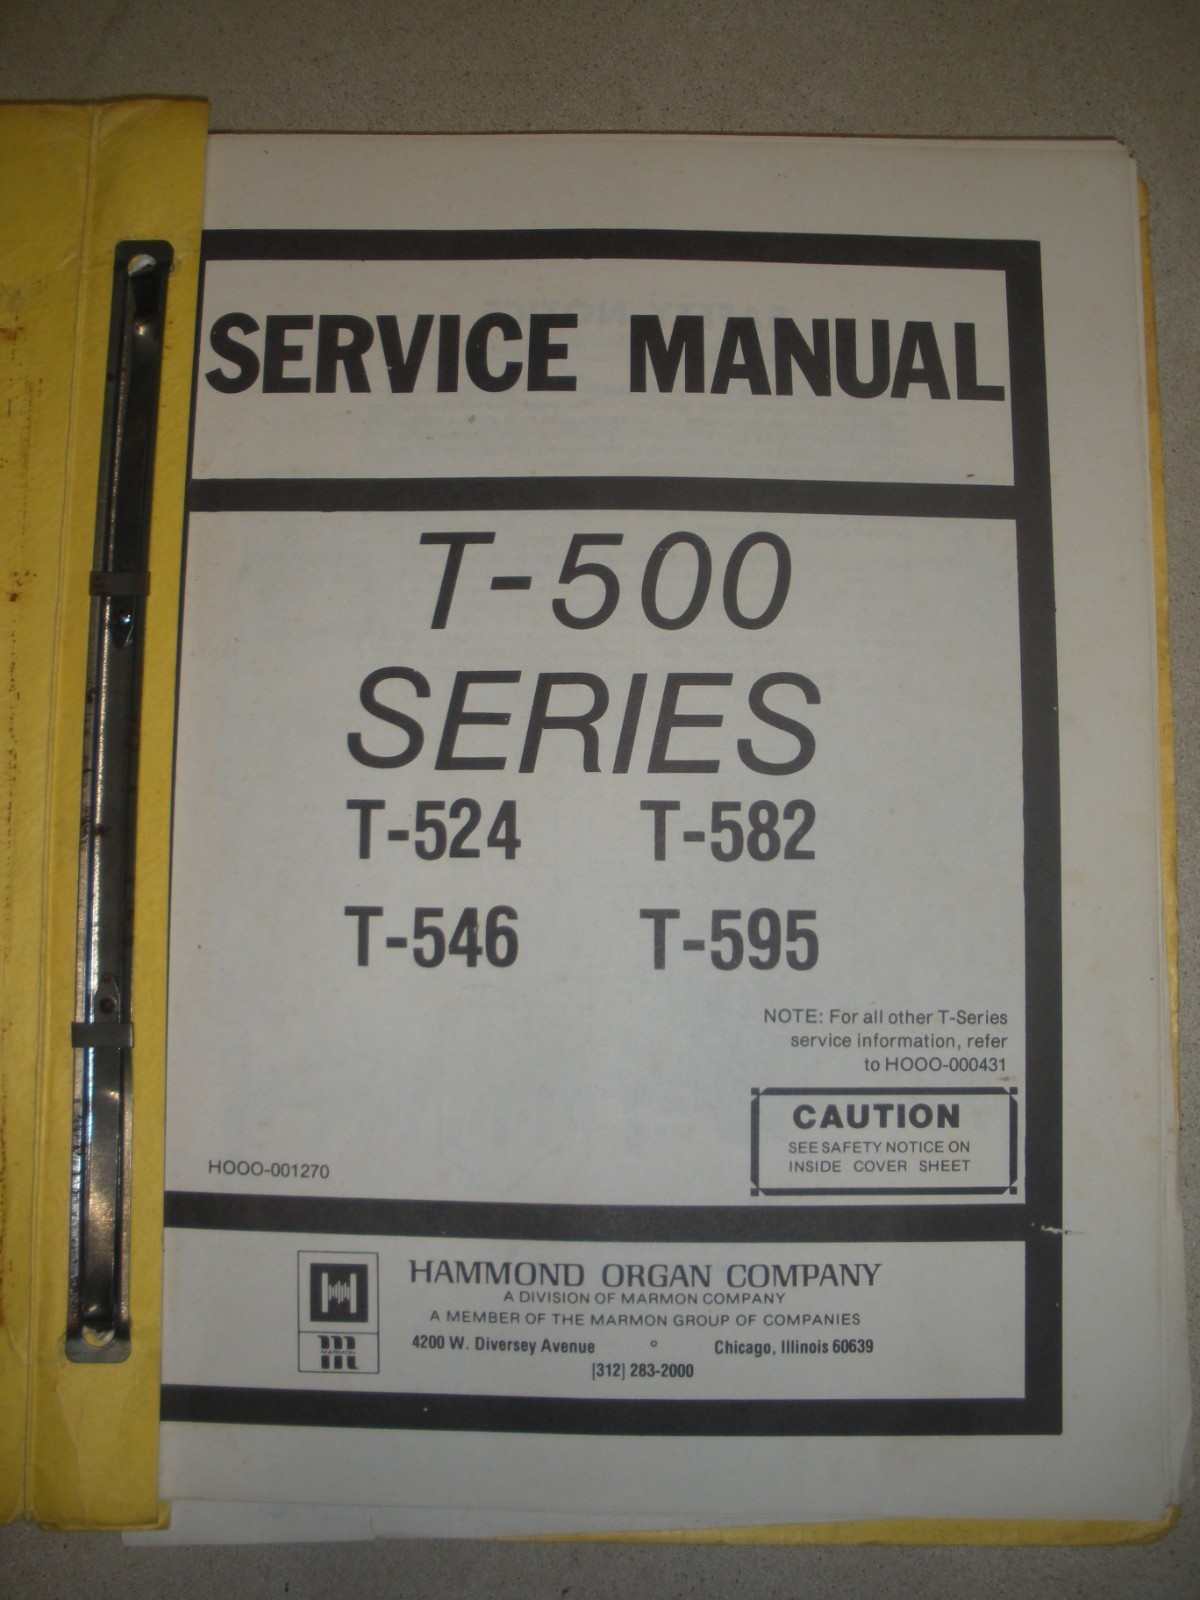 SERVICE MANUAL
T-500
SERIES
T-524 T-582
T-546 T-595
NOTE: For all other T-Series
service information, refer
to HOOO-000431
CAUTION
SEE SAFETY NOTICE ON
INSIDE COVER SHEET
HOOO-001270
HAMMOND ORGAN COMPANY
A DIVISION OF MARMON COMPANY
A MEMBER OF THE MARMON GROUP OF COMPANIES
MARMON
4200 W. Diversey Avenue ° Chicago, Illinois 60639
[312] 283-2000